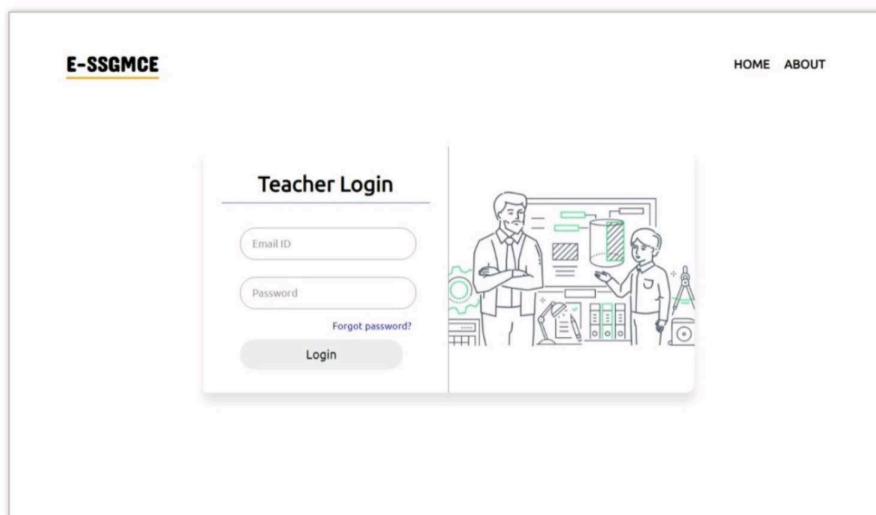 E-SSGMCE
HOME ABOUT
Teacher Login
Email ID
Password
Forgot password?
Login